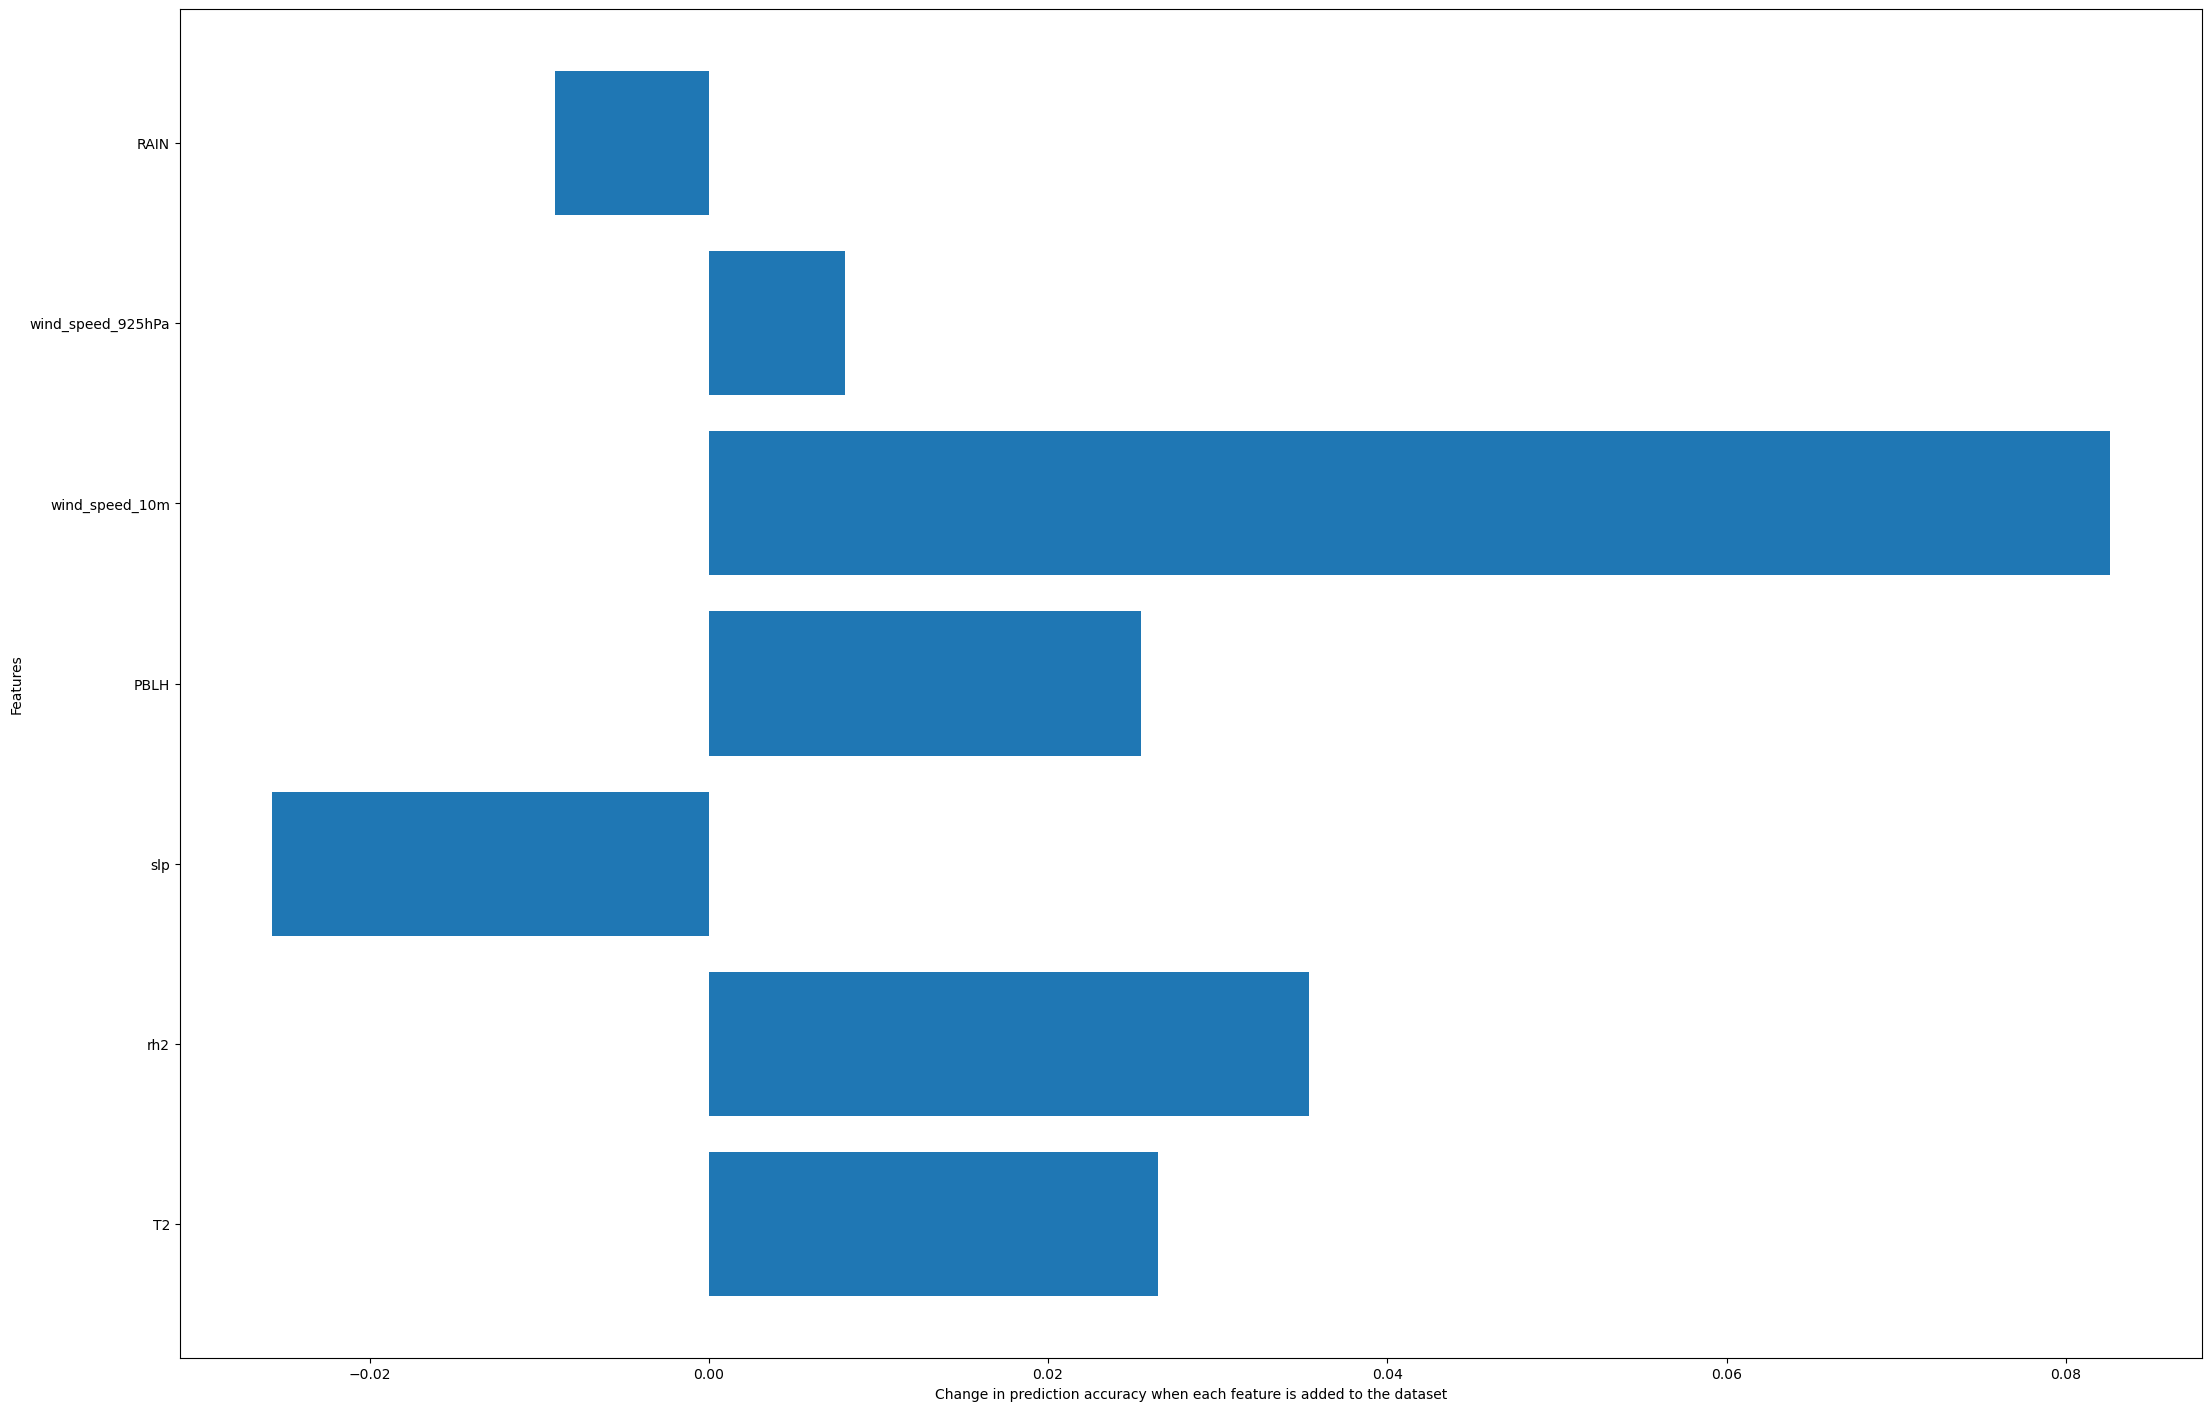 RAIN
wind_speed_925hPa
wind_speed_10m
PBLH
slp
rh2
T2
Features
−0.02 0.00 0.02 0.04 0.06 0.08
Change in prediction accuracy when each feature is added to the dataset